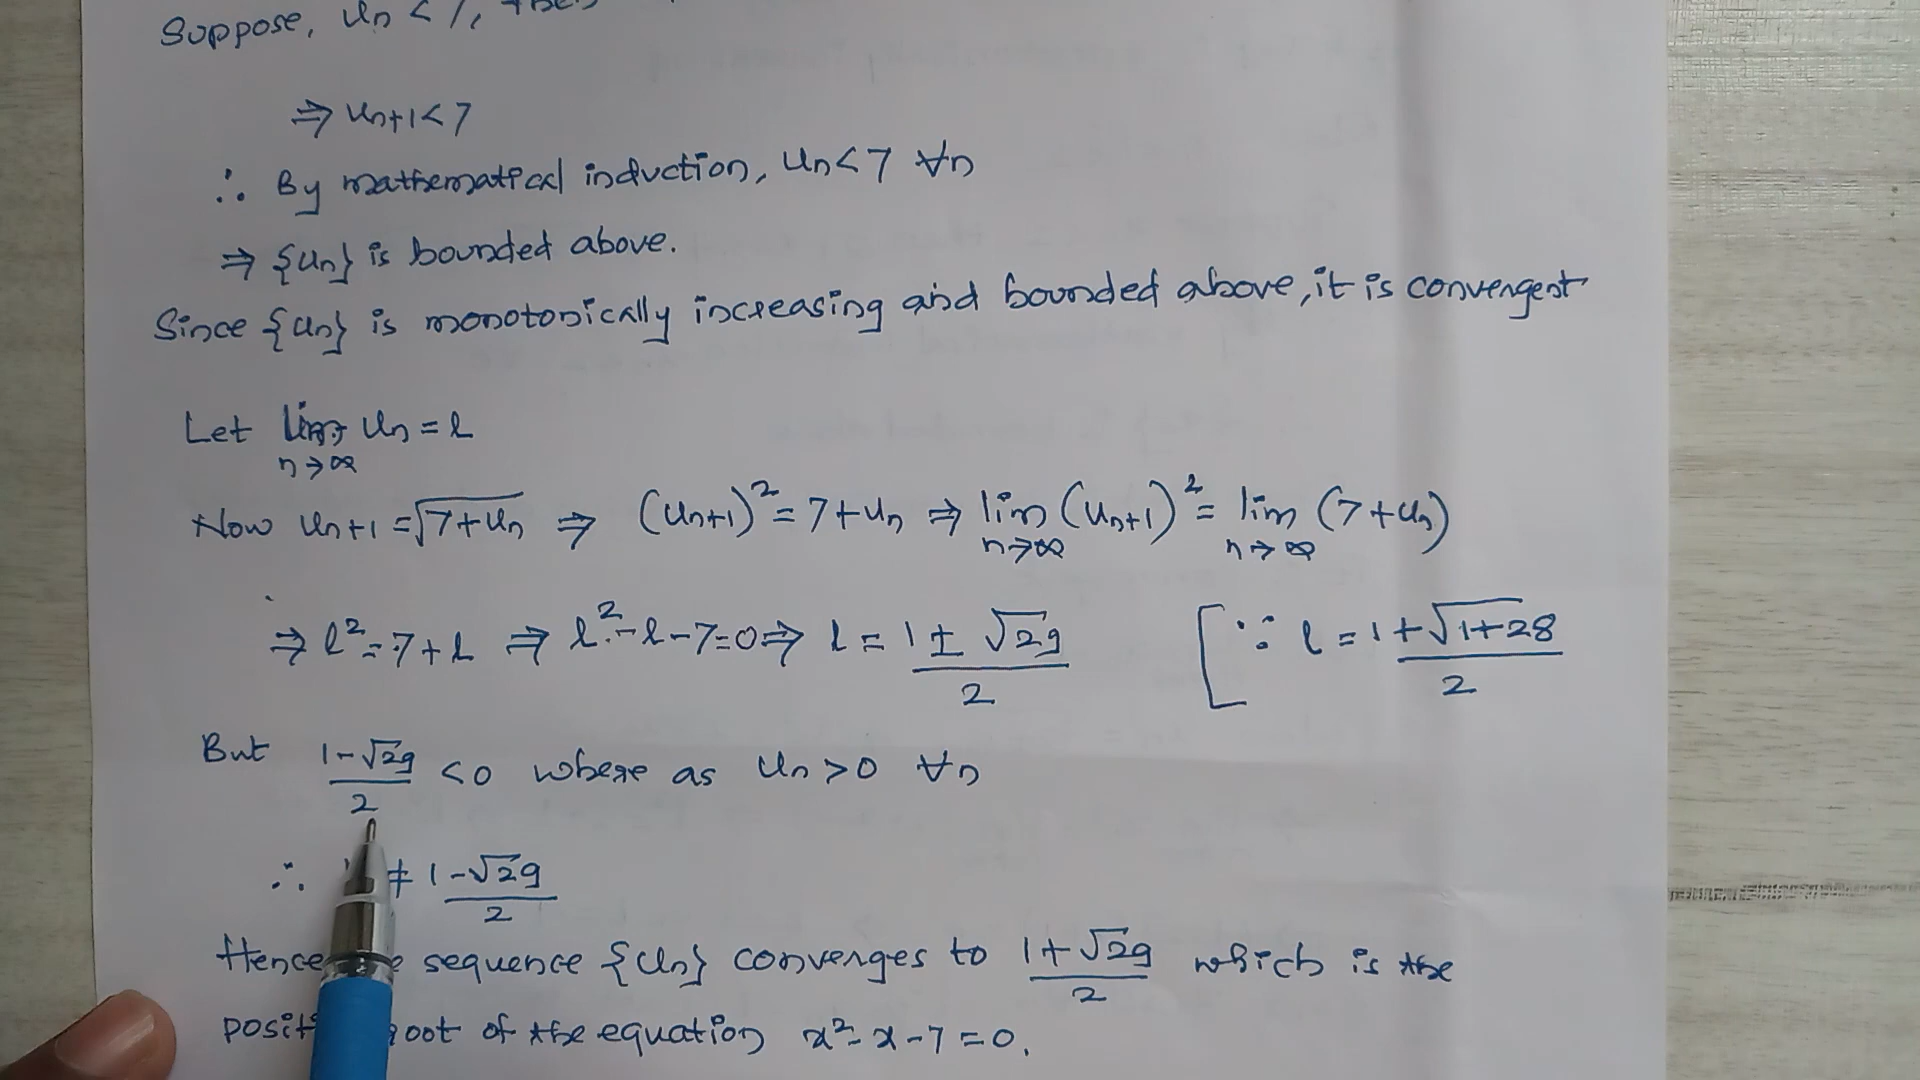 Suppose, un < 7, then
⇒ un+1 < 7
∴ By mathematical induction, un < 7 ∀n
⇒ {un} is bounded above.
Since {un} is monotonically increasing and bounded above, it is convergent
Let lim n→∞ un = l
Now un+1 = √(7+un) ⇒ (un+1)² = 7+un ⇒ lim n→∞ (un+1)² = lim n→∞ (7+un)
⇒ l² = 7+l ⇒ l²-l-7=0 ⇒ l = (1±√29)/2 [∵ l = (1+√(1+28))/2
But (1-√29)/2 <0 where as un>0 ∀n
∴ ≠ (1-√29)/2
Hence sequence {un} converges to (1+√29)/2 which is the
root of the equation x²-x-7=0.